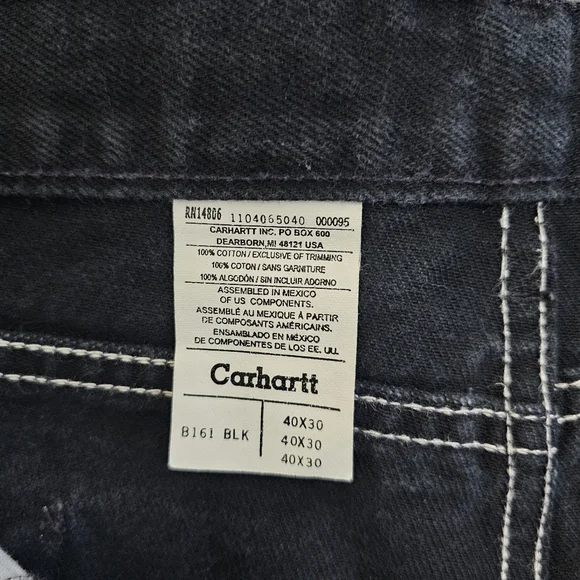 RN14806 1104065040 000095
CARHARTT INC. PO BOX 600
DEARBORN,MI 48121 USA
100% COTTON / EXCLUSIVE OF TRIMMING
100% COTON / SANS GARNITURE
100% ALGODÓN / SIN INCLUIR ADORNO
ASSEMBLED IN MEXICO
OF US COMPONENTS.
ASSEMBLÉ AU MEXIQUE À PARTIR
DE COMPOSANTS AMÉRICAINS.
ENSAMBLADO EN MÉXICO
DE COMPONENTES DE LOS EE. UU.
Carhartt
B161 BLK
40X30
40X30
40X30